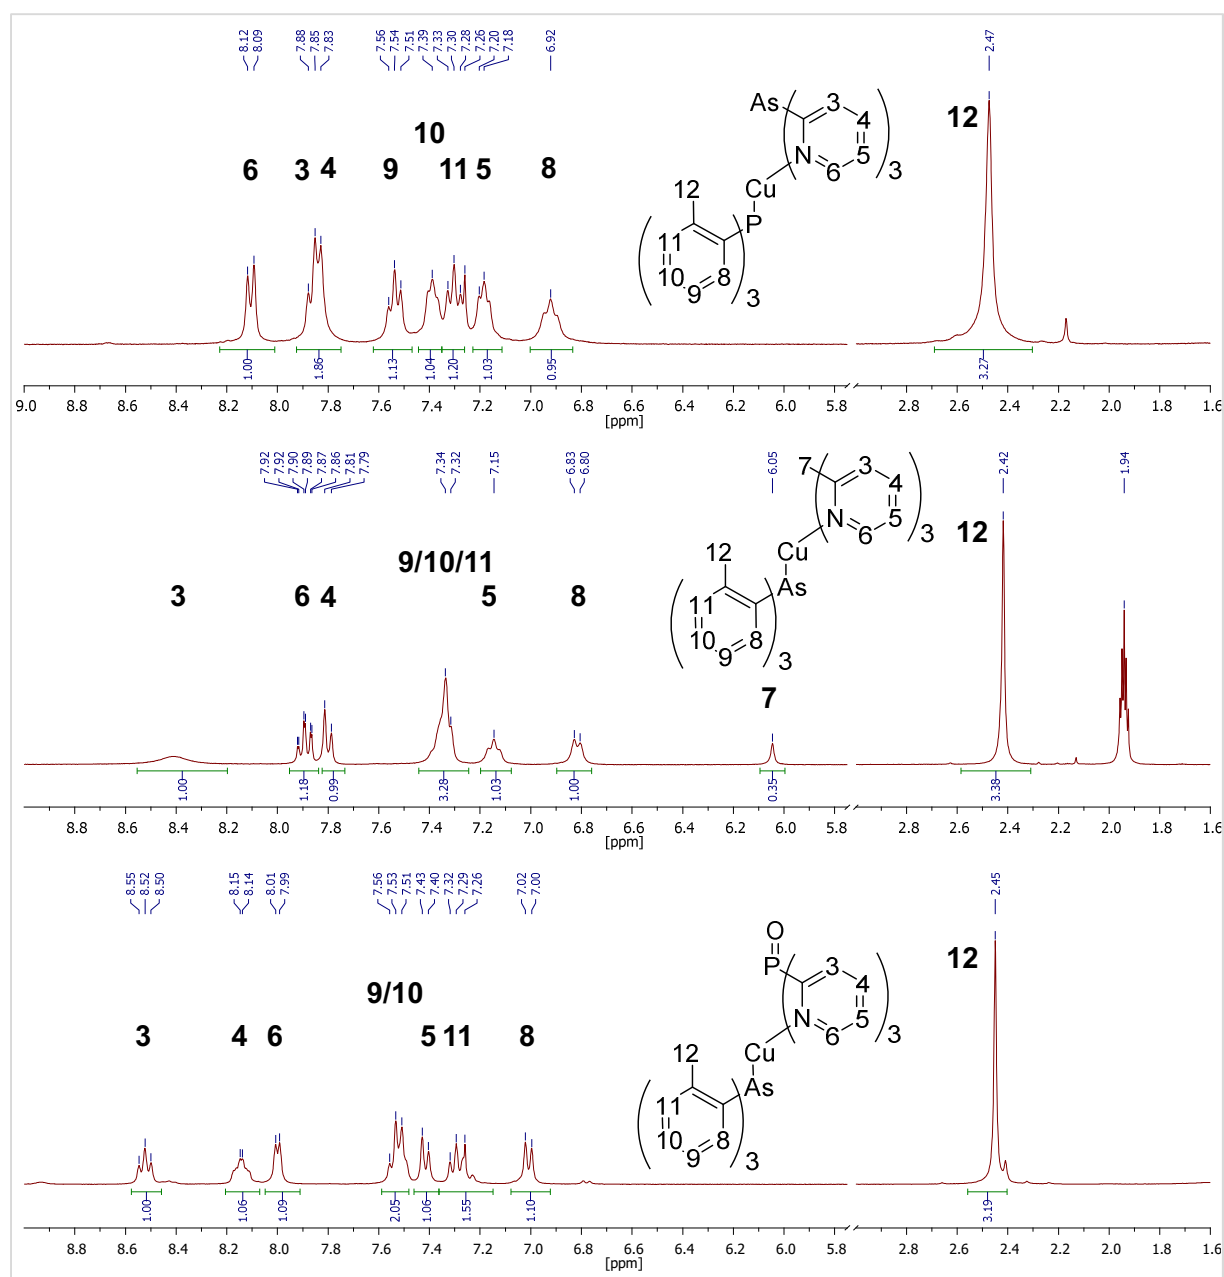 8.12 8.09 7.88 7.85 7.83 7.56 7.54 7.51 7.39 7.33 7.30 7.28 7.26 7.20 7.18 6.92 2.47
10
6 3 4 9 11 5 8 12
As 3 4 5 6 N 3
Cu
12 P
11 10 9 8 3
1.00 1.86 1.13 1.04 1.20 1.03 0.95 3.27
9.0 8.8 8.6 8.4 8.2 8.0 7.8 7.6 7.4 7.2 7.0 6.8 6.6 6.4 6.2 6.0 5.8 2.8 2.6 2.4 2.2 2.0 1.8 1.6
[ppm]
7.92 7.92 7.90 7.89 7.87 7.86 7.81 7.79 7.34 7.32 7.15 6.83 6.80 6.05 2.42 1.94
9/10/11
3 6 4 5 8 12
7 3 4 5 6 N 3
Cu
12 As
11 10 9 8 3
7
1.00 1.18 0.99 3.28 1.03 1.00 0.35 3.38
8.8 8.6 8.4 8.2 8.0 7.8 7.6 7.4 7.2 7.0 6.8 6.6 6.4 6.2 6.0 5.8 2.8 2.6 2.4 2.2 2.0 1.8 1.6
[ppm]
8.55 8.52 8.50 8.15 8.14 8.01 7.99 7.56 7.53 7.51 7.43 7.40 7.32 7.29 7.26 7.02 7.00 2.45
9/10
3 4 6 5 11 8 12
O
P 3 4 5 6 N 3
Cu
12 As
11 10 9 8 3
1.00 1.06 1.09 2.05 1.06 1.55 1.10 3.19
8.8 8.6 8.4 8.2 8.0 7.8 7.6 7.4 7.2 7.0 6.8 6.6 6.4 6.2 6.0 5.8 2.8 2.6 2.4 2.2 2.0 1.8 1.6
[ppm]